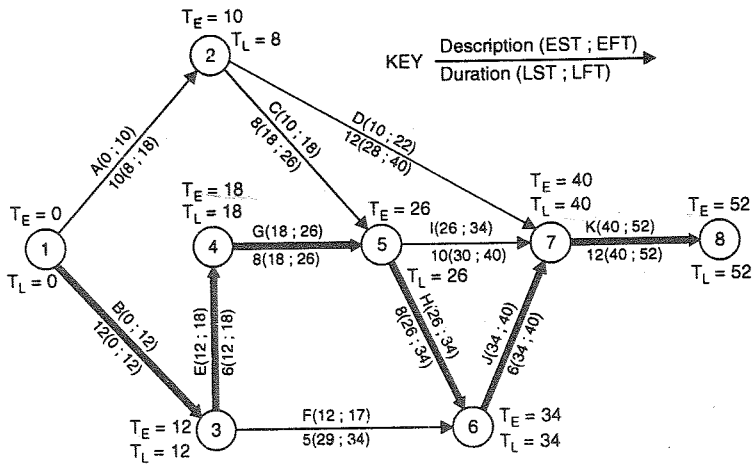 T_E = 10
T_L = 8
2
KEY
Description (EST ; EFT)
Duration (LST ; LFT)
A(0 ; 10)
10(8 ; 18)
C(10 ; 18)
8(18 ; 26)
D(10 ; 22)
12(28 ; 40)
T_E = 0
1
T_L = 0
T_E = 18
T_L = 18
4
G(18 ; 26)
8(18 ; 26)
T_E = 26
5
T_L = 26
I(26 ; 34)
10(30 ; 40)
T_E = 40
T_L = 40
7
K(40 ; 52)
12(40 ; 52)
T_E = 52
8
T_L = 52
B(0 ; 12)
12(0 ; 12)
E(12 ; 18)
6(12 ; 18)
H(26 ; 34)
8(26 ; 34)
J(34 ; 40)
6(34 ; 40)
T_E = 12
T_L = 12
3
F(12 ; 17)
5(29 ; 34)
6
T_E = 34
T_L = 34